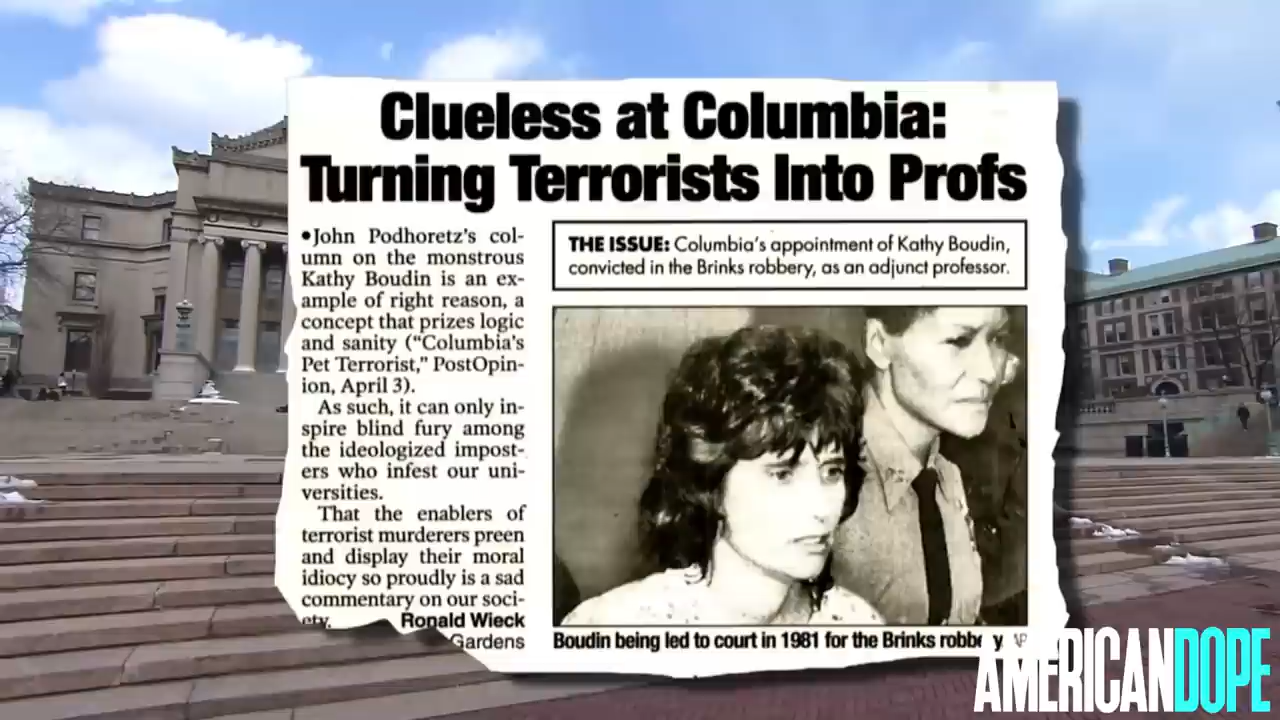 Clueless at Columbia:
Turning Terrorists Into Profs
•John Podhoretz's col-
umn on the monstrous
Kathy Boudin is an ex-
ample of right reason, a
concept that prizes logic
and sanity ("Columbia's
Pet Terrorist," PostOpin-
ion, April 3).
As such, it can only in-
spire blind fury among
the ideologized impost-
ers who infest our uni-
versities.
That the enablers of
terrorist murderers preen
and display their moral
idiocy so proudly is a sad
commentary on our soci-
ety.
Ronald Wieck
Gardens
THE ISSUE: Columbia's appointment of Kathy Boudin,
convicted in the Brinks robbery, as an adjunct professor.
Boudin being led to court in 1981 for the Brinks robbery. AP
AMERICANDOPE